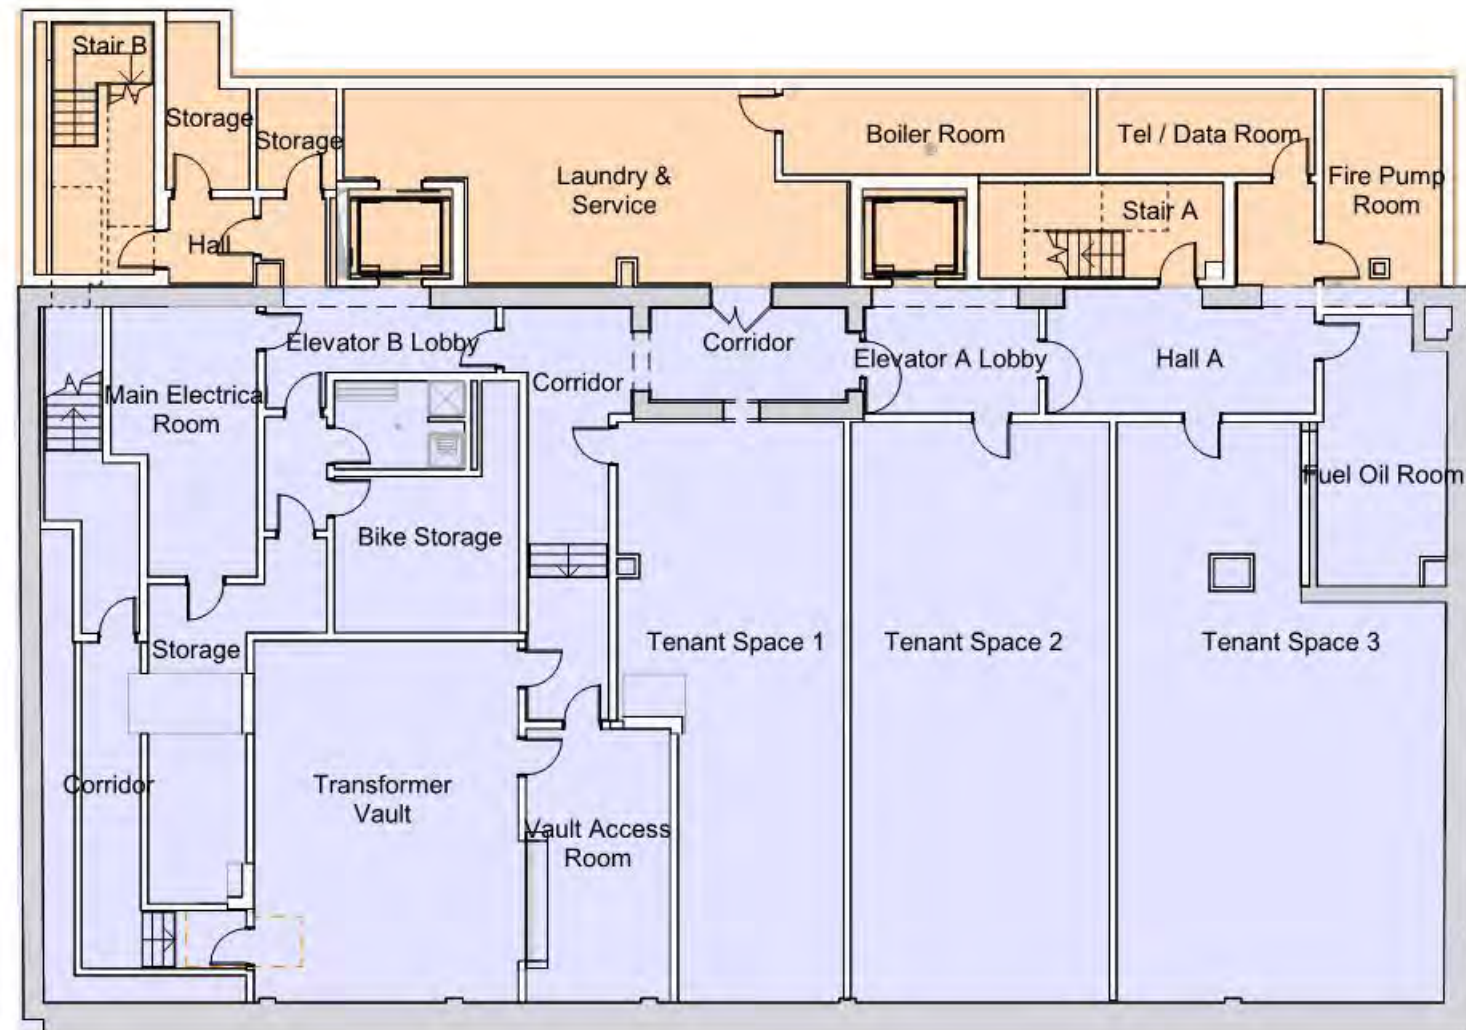 Stair B
Storage
Storage
Laundry &
Service
Boiler Room
Tel / Data Room
Fire Pump
Room
Stair A
Hall
Elevator B Lobby
Corridor
Corridor
Elevator A Lobby
Hall A
Main Electrica
Room
Fuel Oil Room
Bike Storage
Storage
Tenant Space 1
Tenant Space 2
Tenant Space 3
Corridor
Transformer
Vault
Vault Access
Room